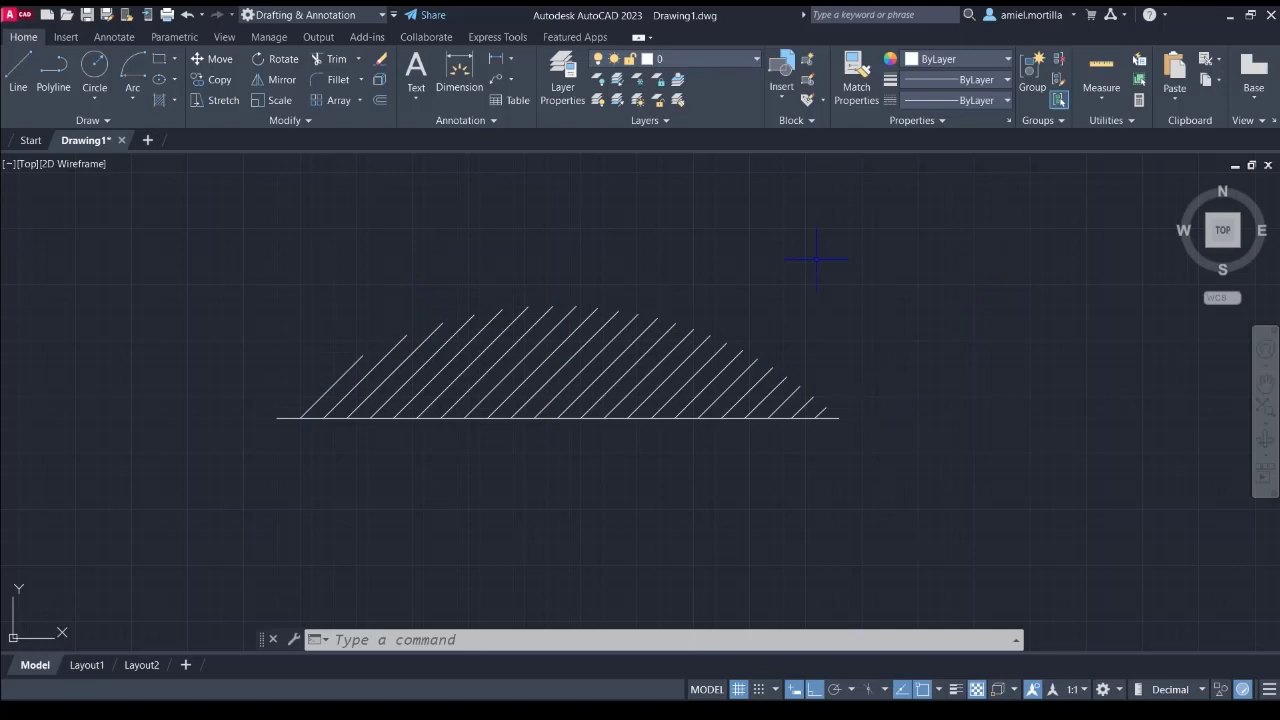 CAD Drafting & Annotation Share Autodesk AutoCAD 2023 Drawing1.dwg Type a keyword or phrase amiel.mortilla
Home Insert Annotate Parametric View Manage Output Add-ins Collaborate Express Tools Featured Apps
Move Rotate Trim 0 ByLayer
Copy Mirror Fillet ByLayer
Line Polyline Circle Arc Text Dimension Layer Properties Insert Match Properties Group Measure Paste Base
Stretch Scale Array Table ByLayer
Draw Modify Annotation Layers Block Properties Groups Utilities Clipboard View
Start Drawing1*
[−][Top][2D Wireframe]
N
W TOP E
S
WCB
Y
X
Type a command
Model Layout1 Layout2
MODEL 1:1 Decimal